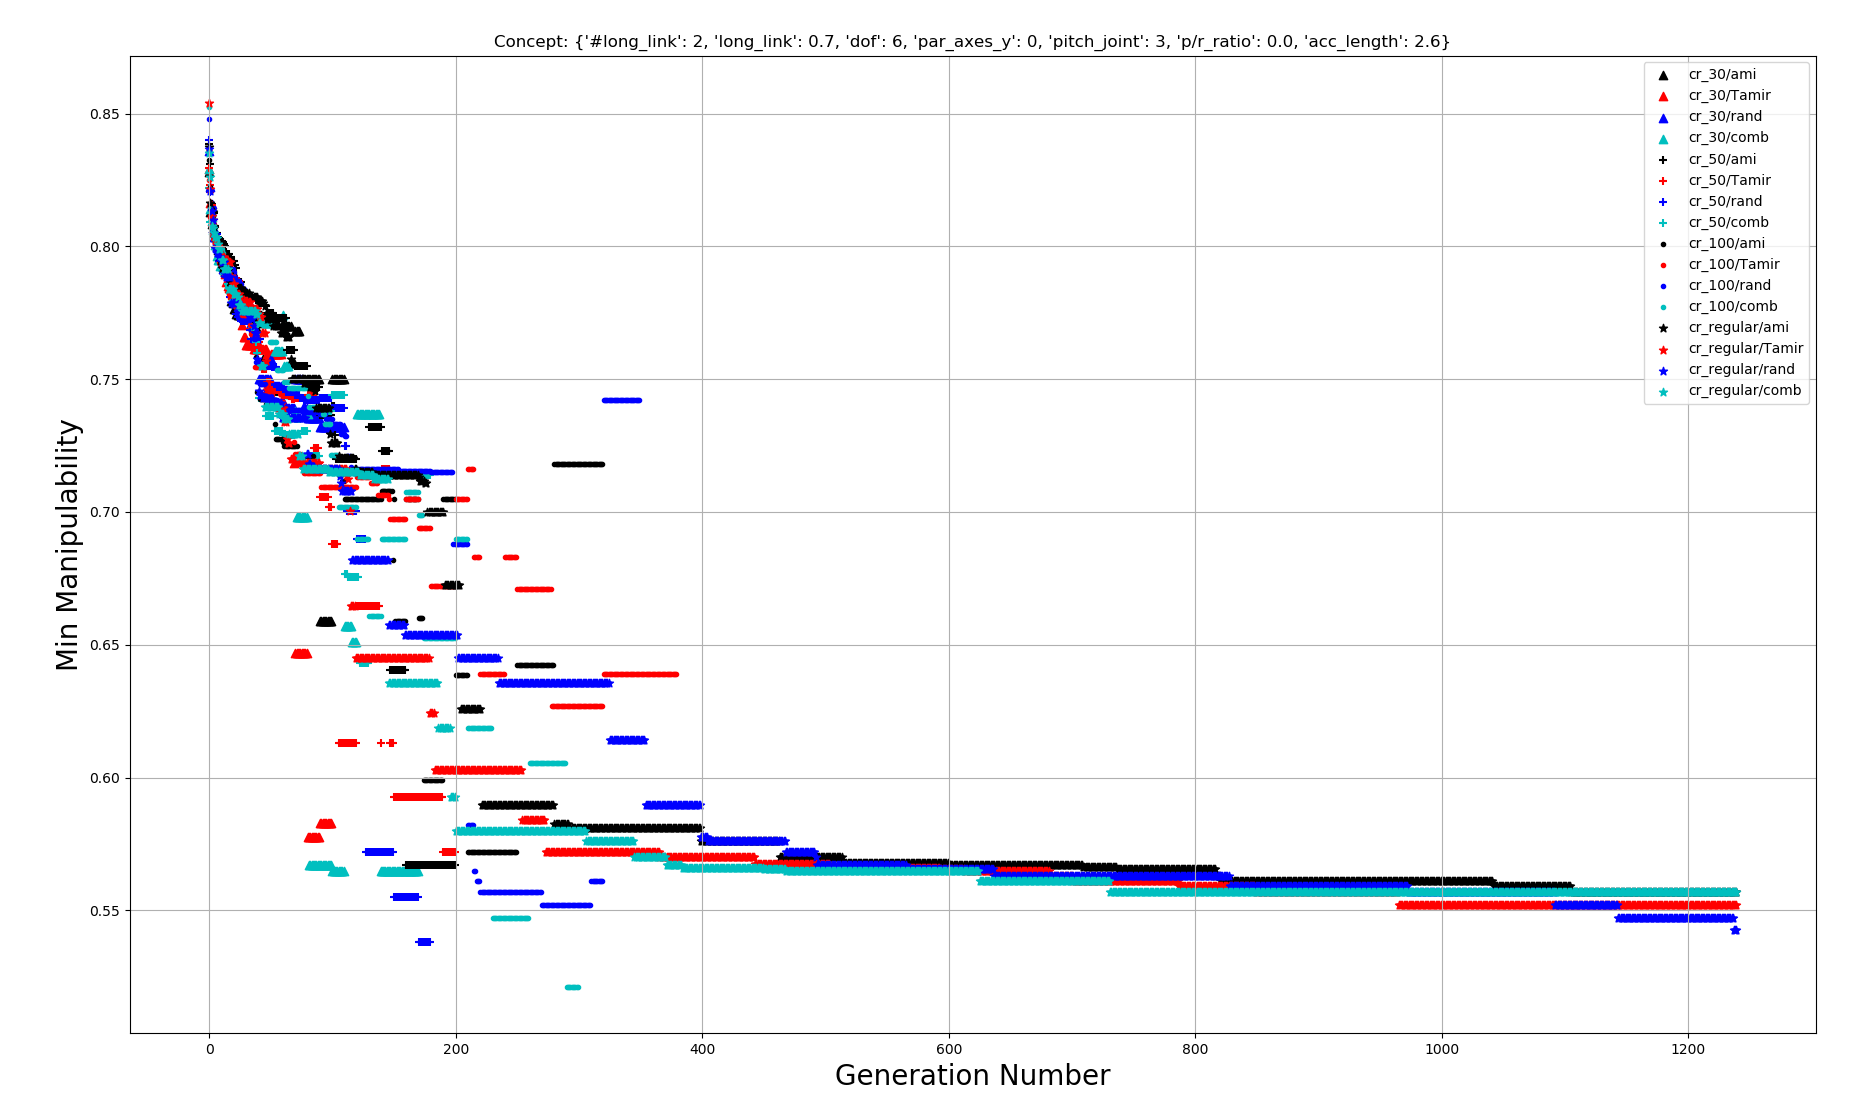 Concept: {'#long_link': 2, 'long_link': 0.7, 'dof': 6, 'par_axes_y': 0, 'pitch_joint': 3, 'p/r_ratio': 0.0, 'acc_length': 2.6}
cr_30/ami
cr_30/Tamir
cr_30/rand
cr_30/comb
cr_50/ami
cr_50/Tamir
cr_50/rand
cr_50/comb
cr_100/ami
cr_100/Tamir
cr_100/rand
cr_100/comb
cr_regular/ami
cr_regular/Tamir
cr_regular/rand
cr_regular/comb
Min Manipulability
0.85
0.80
0.75
0.70
0.65
0.60
0.55
0 200 400 600 800 1000 1200
Generation Number